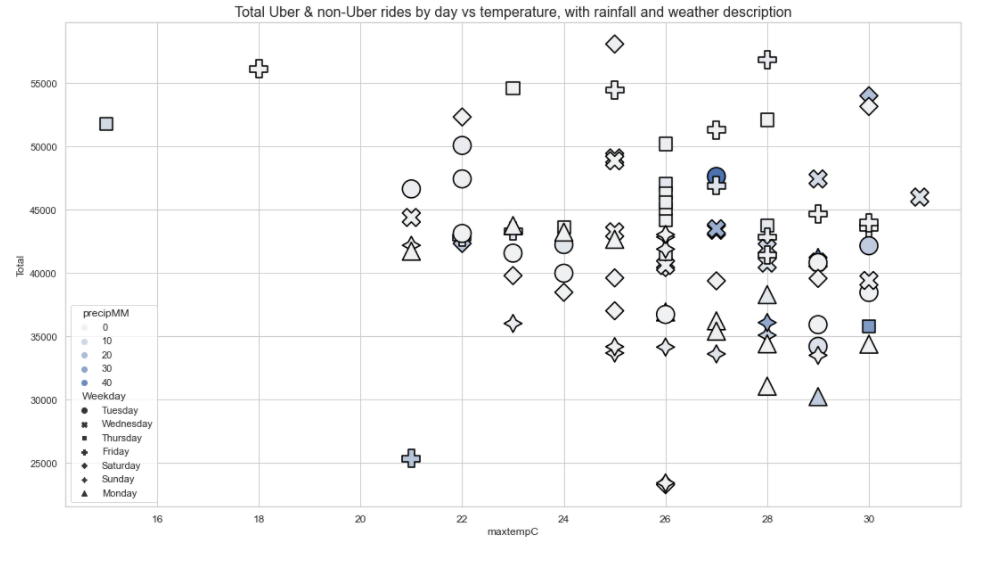 Total Uber & non-Uber rides by day vs temperature, with rainfall and weather description
Total
55000
50000
45000
40000
35000
30000
25000
precipMM
0
10
20
30
40
Weekday
Tuesday
Wednesday
Thursday
Friday
Saturday
Sunday
Monday
16 18 20 22 24 26 28 30
maxtempC